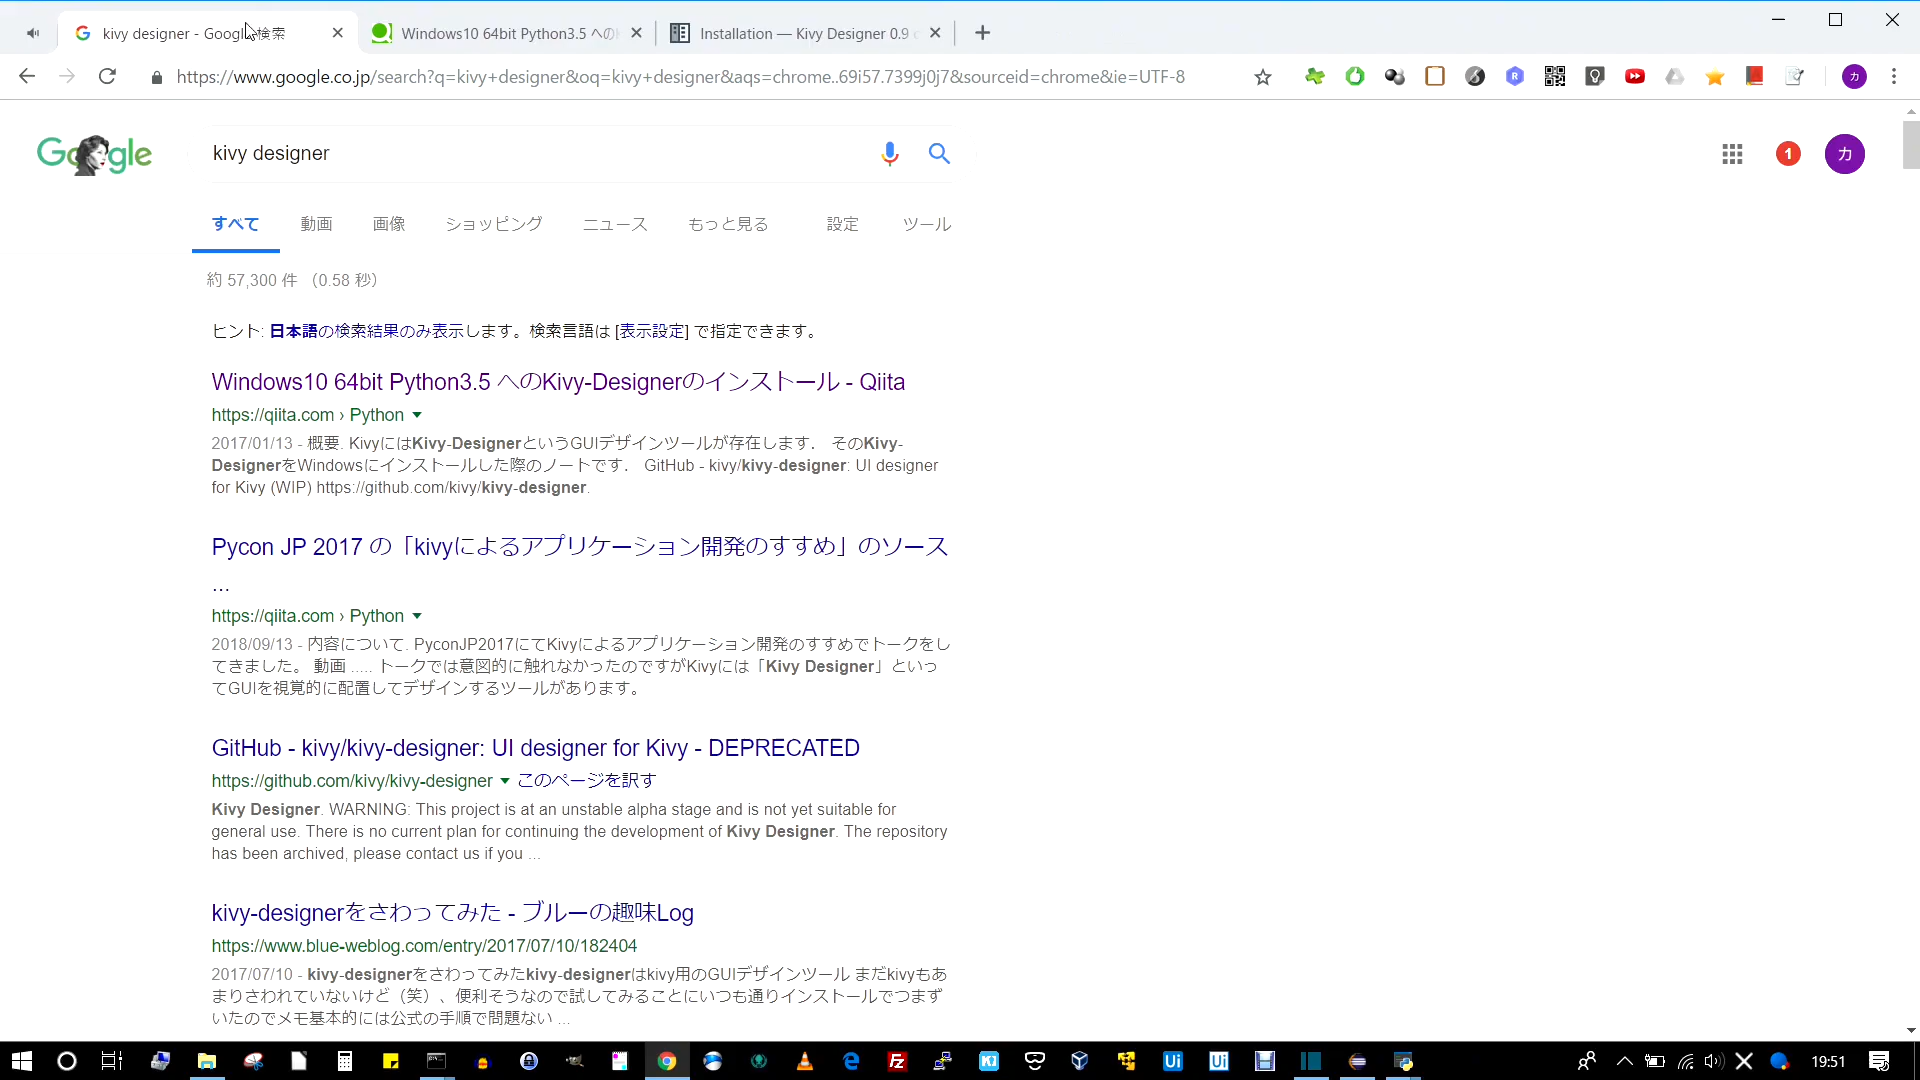 kivy designer - Google 検索
Windows10 64bit Python3.5 への
Installation — Kivy Designer 0.9
https://www.google.co.jp/search?q=kivy+designer&oq=kivy+designer&aqs=chrome..69i57.7399j0j7&sourceid=chrome&ie=UTF-8
カ
Google
kivy designer
1
カ
すべて 動画 画像 ショッピング ニュース もっと見る 設定 ツール
約 57,300 件 （0.58 秒）
ヒント: 日本語の検索結果のみ表示します。検索言語は [表示設定] で指定できます。
Windows10 64bit Python3.5 へのKivy-Designerのインストール - Qiita
https://qiita.com › Python
2017/01/13 - 概要. KivyにはKivy-DesignerというGUIデザインツールが存在します． そのKivy-
DesignerをWindowsにインストールした際のノートです． GitHub - kivy/kivy-designer: UI designer
for Kivy (WIP) https://github.com/kivy/kivy-designer.
Pycon JP 2017 の「kivyによるアプリケーション開発のすすめ」のソース
...
https://qiita.com › Python
2018/09/13 - 内容について. PyconJP2017にてKivyによるアプリケーション開発のすすめでトークをし
てきました。 動画 ..... トークでは意図的に触れなかったのですがKivyには「Kivy Designer」といっ
てGUIを視覚的に配置してデザインするツールがあります。
GitHub - kivy/kivy-designer: UI designer for Kivy - DEPRECATED
https://github.com/kivy/kivy-designer このページを訳す
Kivy Designer. WARNING: This project is at an unstable alpha stage and is not yet suitable for
general use. There is no current plan for continuing the development of Kivy Designer. The repository
has been archived, please contact us if you ...
kivy-designerをさわってみた - ブルーの趣味Log
https://www.blue-weblog.com/entry/2017/07/10/182404
2017/07/10 - kivy-designerをさわってみたkivy-designerはkivy用のGUIデザインツール まだkivyもあ
まりさわれていないけど（笑）、便利そうなので試してみることにいつも通りインストールでつまず
いたのでメモ基本的には公式の手順で問題ない ...
19:51